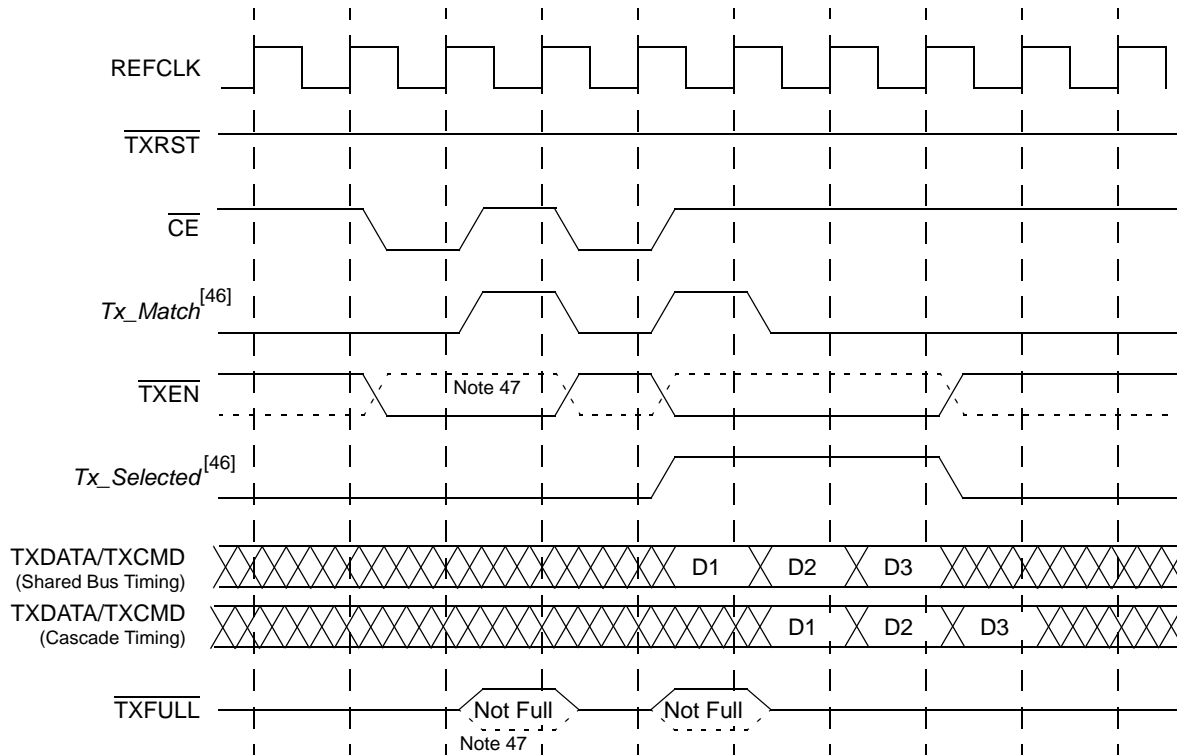 REFCLK
TXRST
CE
Tx_Match[46]
TXEN
Note 47
Tx_Selected[46]
TXDATA/TXCMD
(Shared Bus Timing)
D1 D2 D3
TXDATA/TXCMD
(Cascade Timing)
D1 D2 D3
TXFULL
Not Full Not Full
Note 47